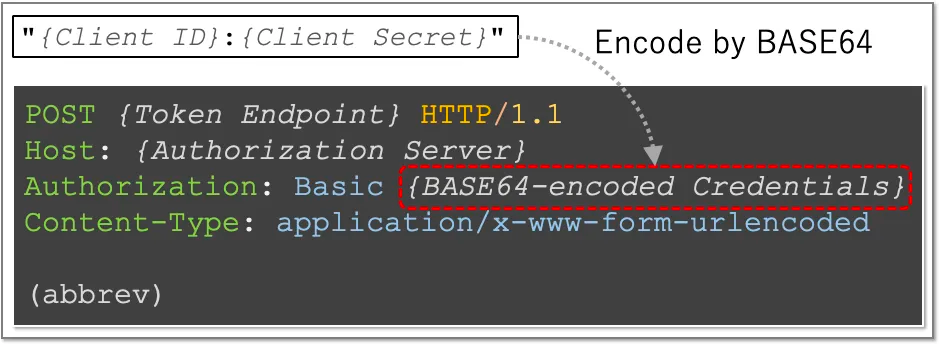 "{Client ID}:{Client Secret}"
Encode by BASE64
POST {Token Endpoint} HTTP/1.1
Host: {Authorization Server}
Authorization: Basic {BASE64-encoded Credentials}
Content-Type: application/x-www-form-urlencoded
(abbrev)